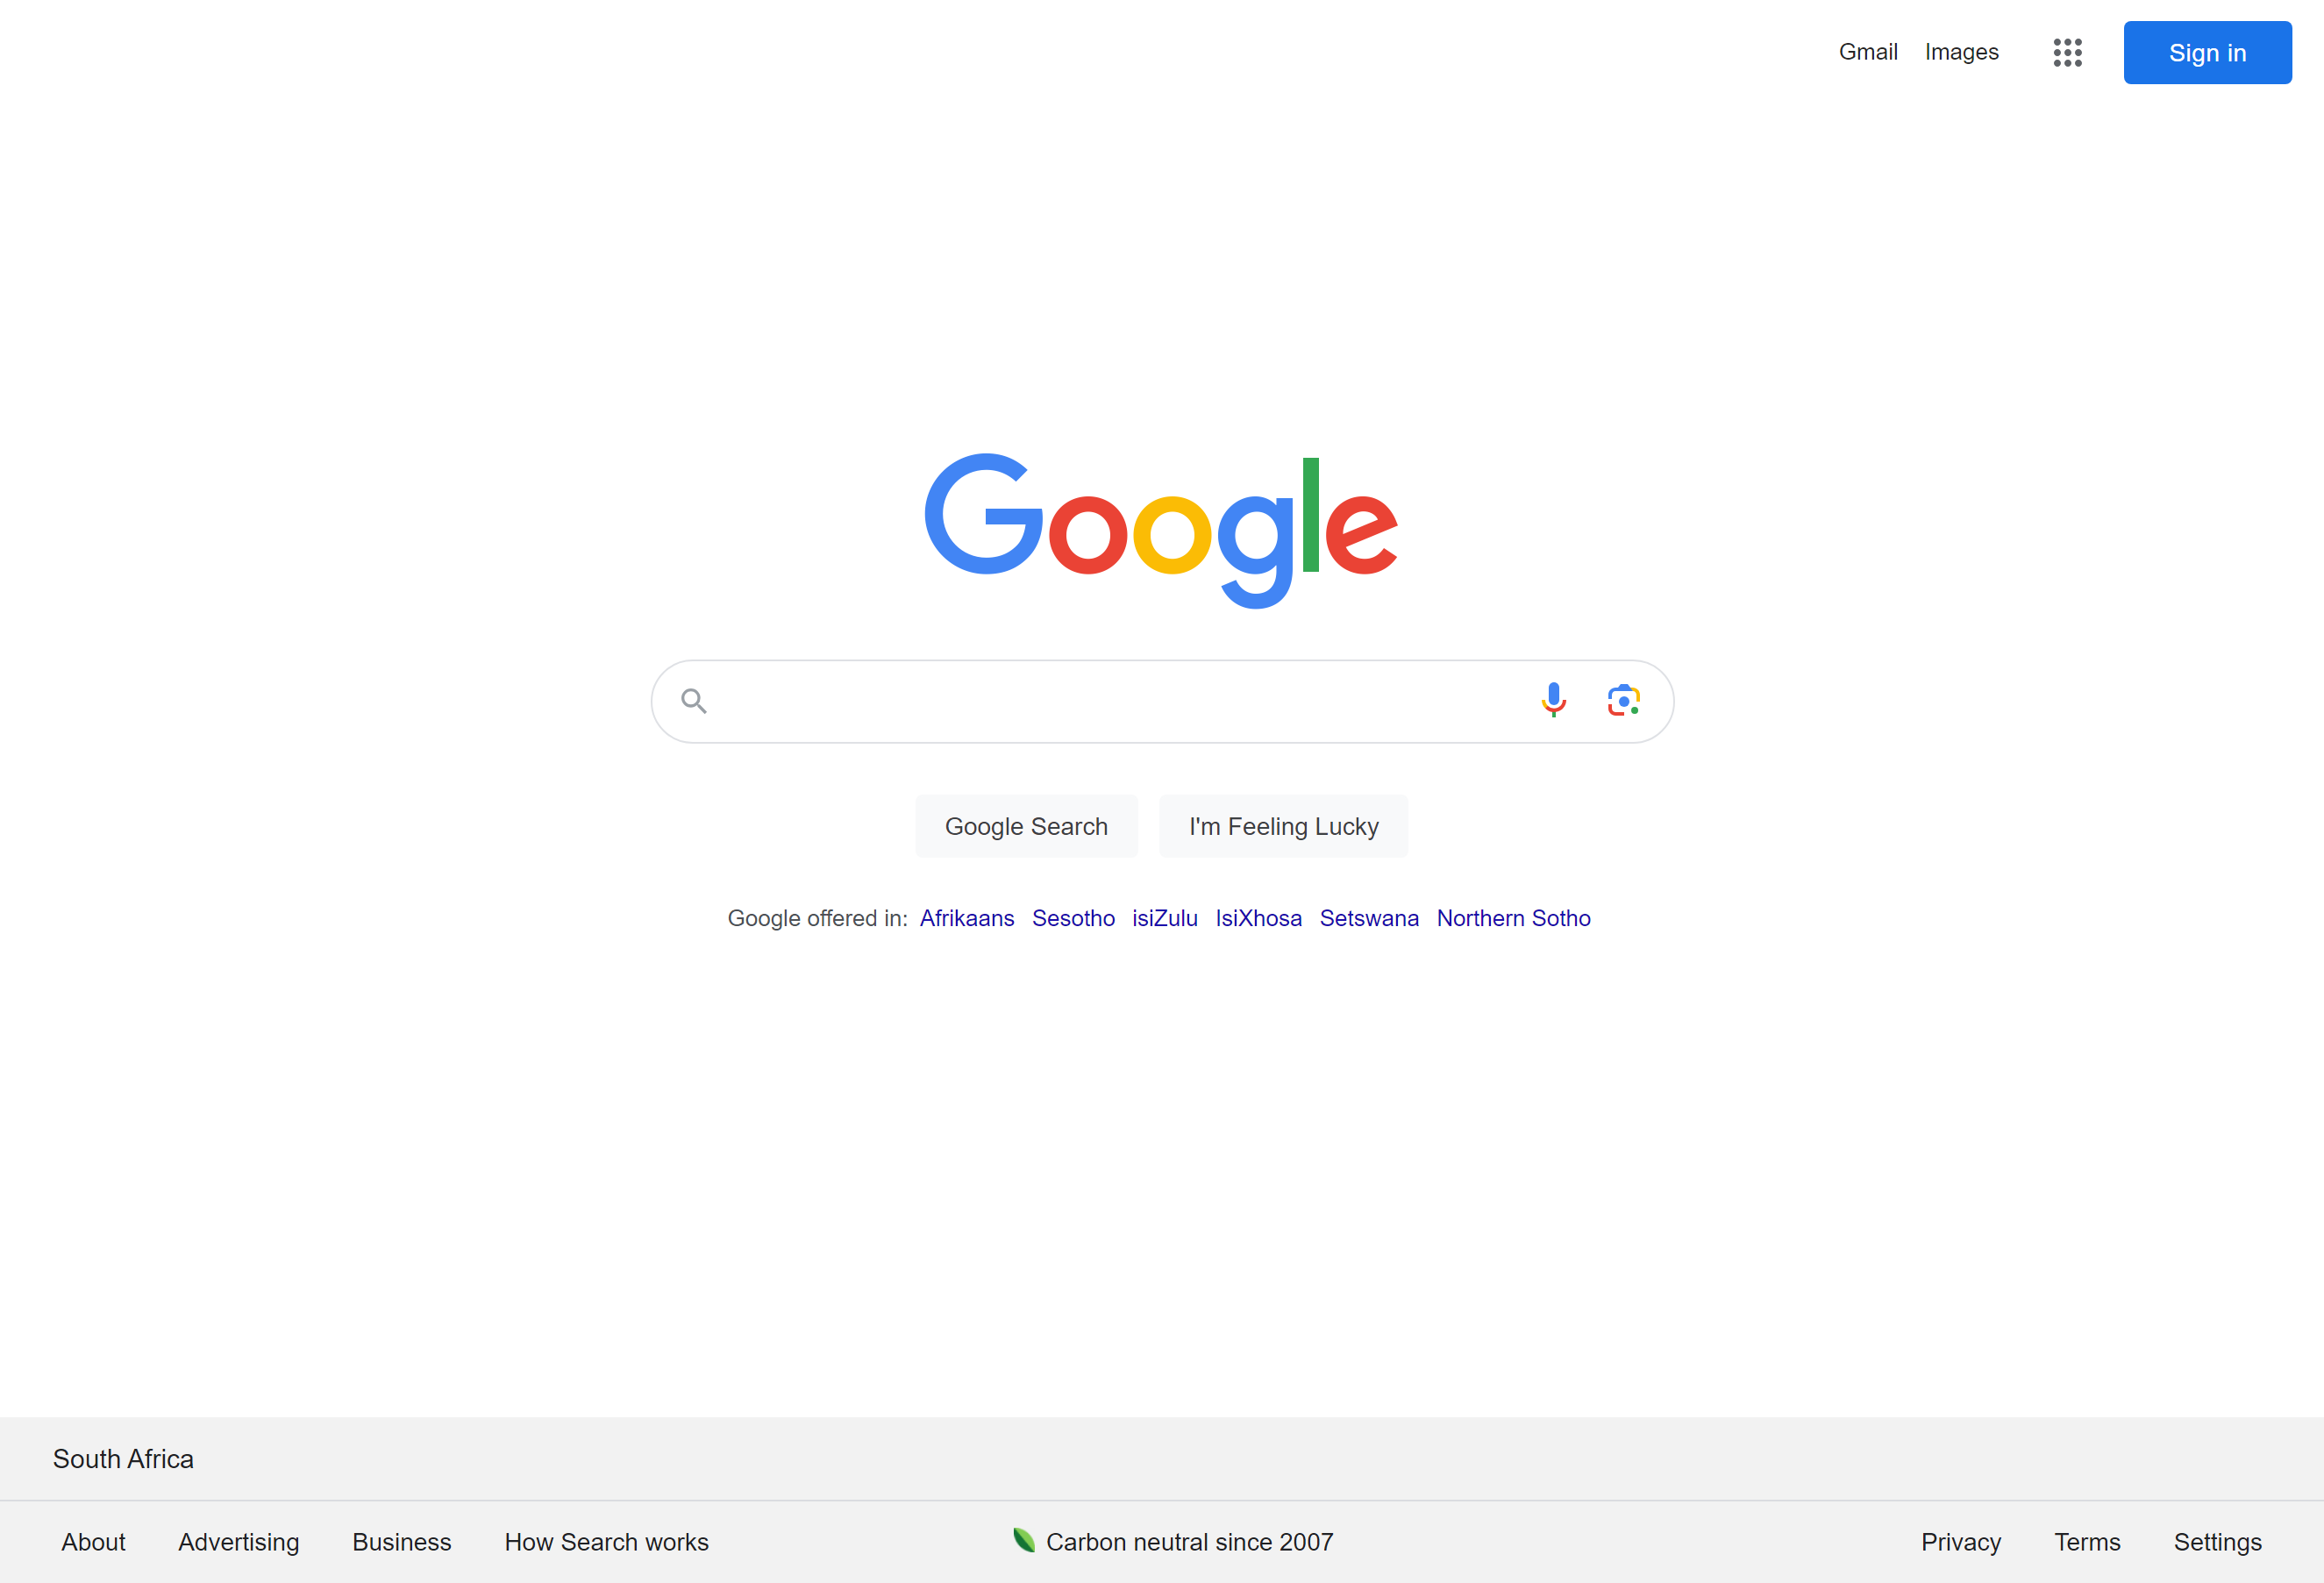 Gmail Images Sign in
Google
Google Search I'm Feeling Lucky
Google offered in: Afrikaans Sesotho isiZulu IsiXhosa Setswana Northern Sotho
South Africa
About Advertising Business How Search works Carbon neutral since 2007 Privacy Terms Settings